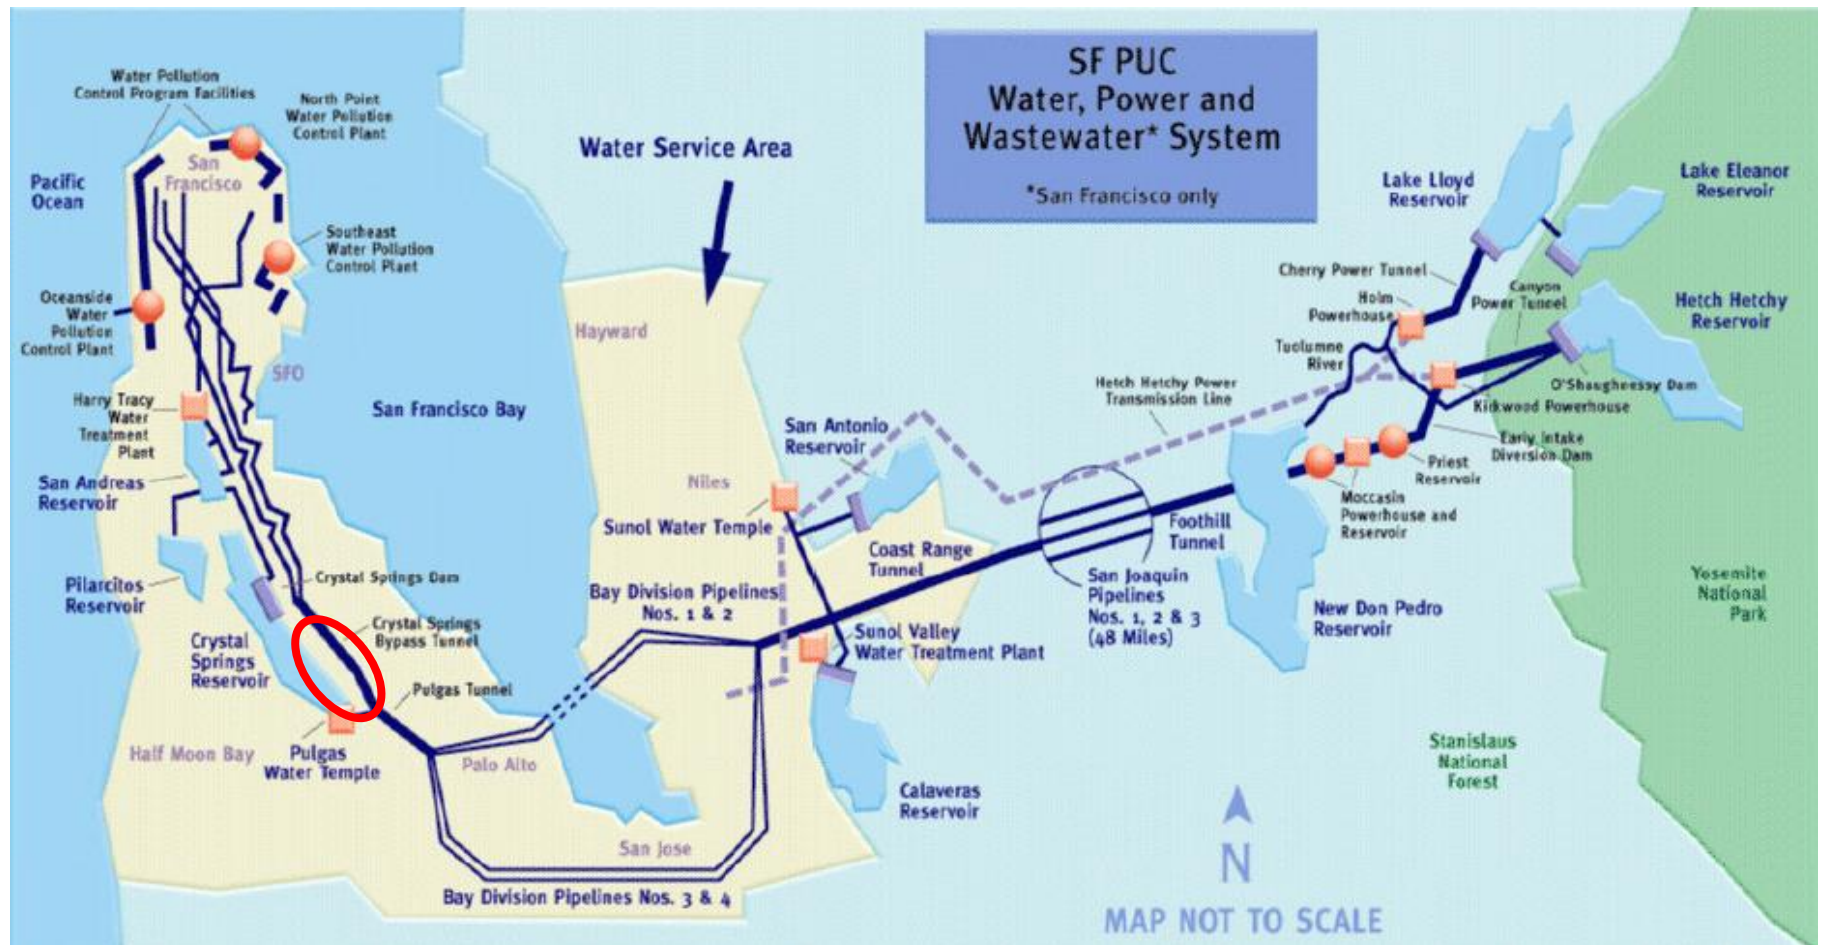 SF PUC
Water, Power and
Wastewater* System
*San Francisco only
Water Pollution
Control Program Facilities
North Point
Water Pollution
Control Plant
San
Francisco
Pacific
Ocean
Southeast
Water Pollution
Control Plant
Oceanside
Water
Pollution
Control Plant
SFO
Harry Tracy
Water
Treatment
Plant
San Francisco Bay
San Andreas
Reservoir
Pilarcitos
Reservoir
Crystal Springs Dam
Crystal Springs
Bypass Tunnel
Crystal
Springs
Reservoir
Pulgas Tunnel
Half Moon Bay
Pulgas
Water Temple
Palo Alto
San Jose
Bay Division Pipelines Nos. 3 & 4
Water Service Area
Hayward
Niles
Sunol Water Temple
San Antonio
Reservoir
Bay Division Pipelines
Nos. 1 & 2
Coast Range
Tunnel
Sunol Valley
Water Treatment Plant
Calaveras
Reservoir
Hetch Hetchy Power
Transmission Line
San Joaquin
Pipelines
Nos. 1, 2 & 3
(48 Miles)
Foothill
Tunnel
Lake Lloyd
Reservoir
Lake Eleanor
Reservoir
Cherry Power Tunnel
Canyon
Power Tunnel
Holm
Powerhouse
Hetch Hetchy
Reservoir
Tuolumne
River
O'Shaugheessy Dam
Kirkwood Powerhouse
Early Intake
Diversion Dam
Priest
Reservoir
Moccasin
Powerhouse and
Reservoir
New Don Pedro
Reservoir
Yosemite
National
Park
Stanislaus
National
Forest
N
MAP NOT TO SCALE